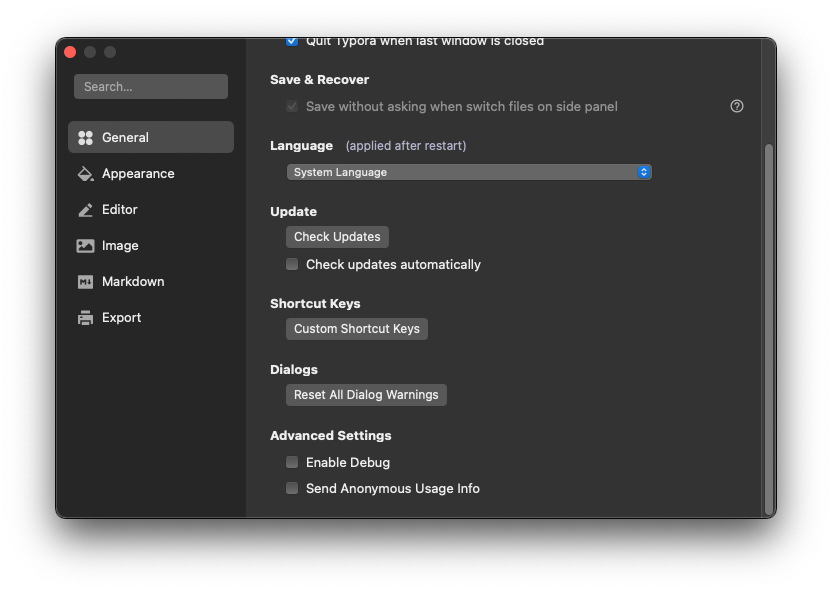 Quit Typora when last window is closed
Search...
Save & Recover
Save without asking when switch files on side panel
General
Language (applied after restart)
Appearance
System Language
Editor
Update
Check Updates
Image
Check updates automatically
Markdown
Shortcut Keys
Export
Custom Shortcut Keys
Dialogs
Reset All Dialog Warnings
Advanced Settings
Enable Debug
Send Anonymous Usage Info